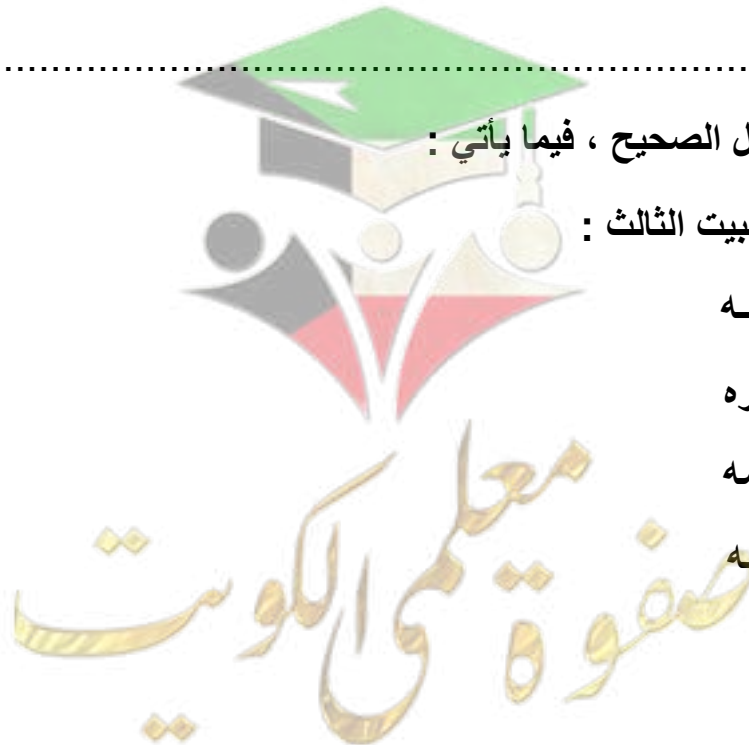 ..........................................................
ل الصحيح ، فيما يأتي :
بيت الثالث :
ـه
ره
ـه
ـه
صفوة معلمي الكويت